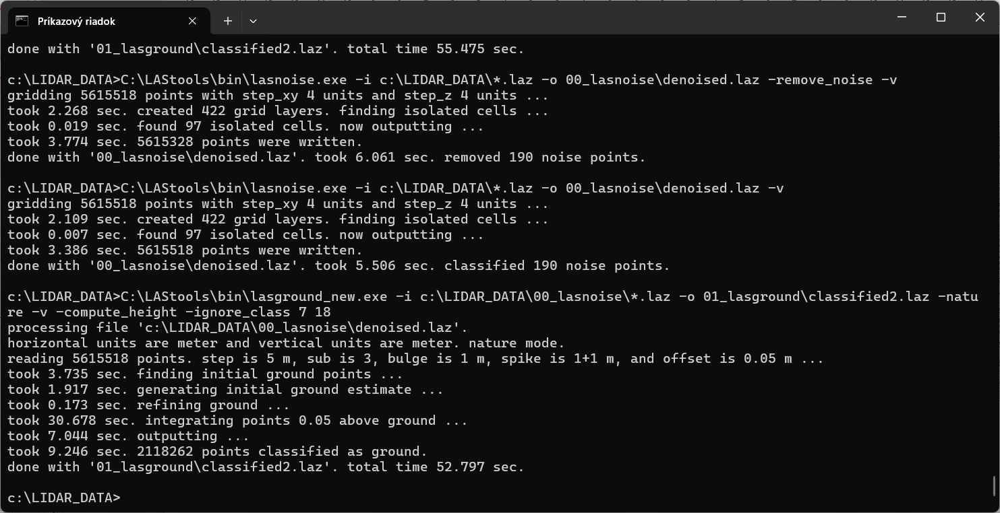 Príkazový riadok
done with '01_lasground\classified2.laz'. total time 55.475 sec.
c:\LIDAR_DATA>C:\LAStools\bin\lasnoise.exe -i c:\LIDAR_DATA\*.laz -o 00_lasnoise\denoised.laz -remove_noise -v
gridding 5615518 points with step_xy 4 units and step_z 4 units ...
took 2.268 sec. created 422 grid layers. finding isolated cells ...
took 0.019 sec. found 97 isolated cells. now outputting ...
took 3.774 sec. 5615328 points were written.
done with '00_lasnoise\denoised.laz'. took 6.061 sec. removed 190 noise points.
c:\LIDAR_DATA>C:\LAStools\bin\lasnoise.exe -i c:\LIDAR_DATA\*.laz -o 00_lasnoise\denoised.laz -v
gridding 5615518 points with step_xy 4 units and step_z 4 units ...
took 2.109 sec. created 422 grid layers. finding isolated cells ...
took 0.007 sec. found 97 isolated cells. now outputting ...
took 3.386 sec. 5615518 points were written.
done with '00_lasnoise\denoised.laz'. took 5.506 sec. classified 190 noise points.
c:\LIDAR_DATA>C:\LAStools\bin\lasground_new.exe -i c:\LIDAR_DATA\00_lasnoise\*.laz -o 01_lasground\classified2.laz -natu
re -v -compute_height -ignore_class 7 18
processing file 'c:\LIDAR_DATA\00_lasnoise\denoised.laz'.
horizontal units are meter and vertical units are meter. nature mode.
reading 5615518 points. step is 5 m, sub is 3, bulge is 1 m, spike is 1+1 m, and offset is 0.05 m ...
took 3.735 sec. finding initial ground points ...
took 1.917 sec. generating initial ground estimate ...
took 0.173 sec. refining ground ...
took 30.678 sec. integrating points 0.05 above ground ...
took 7.044 sec. outputting ...
took 9.246 sec. 2118262 points classified as ground.
done with '01_lasground\classified2.laz'. total time 52.797 sec.
c:\LIDAR_DATA>